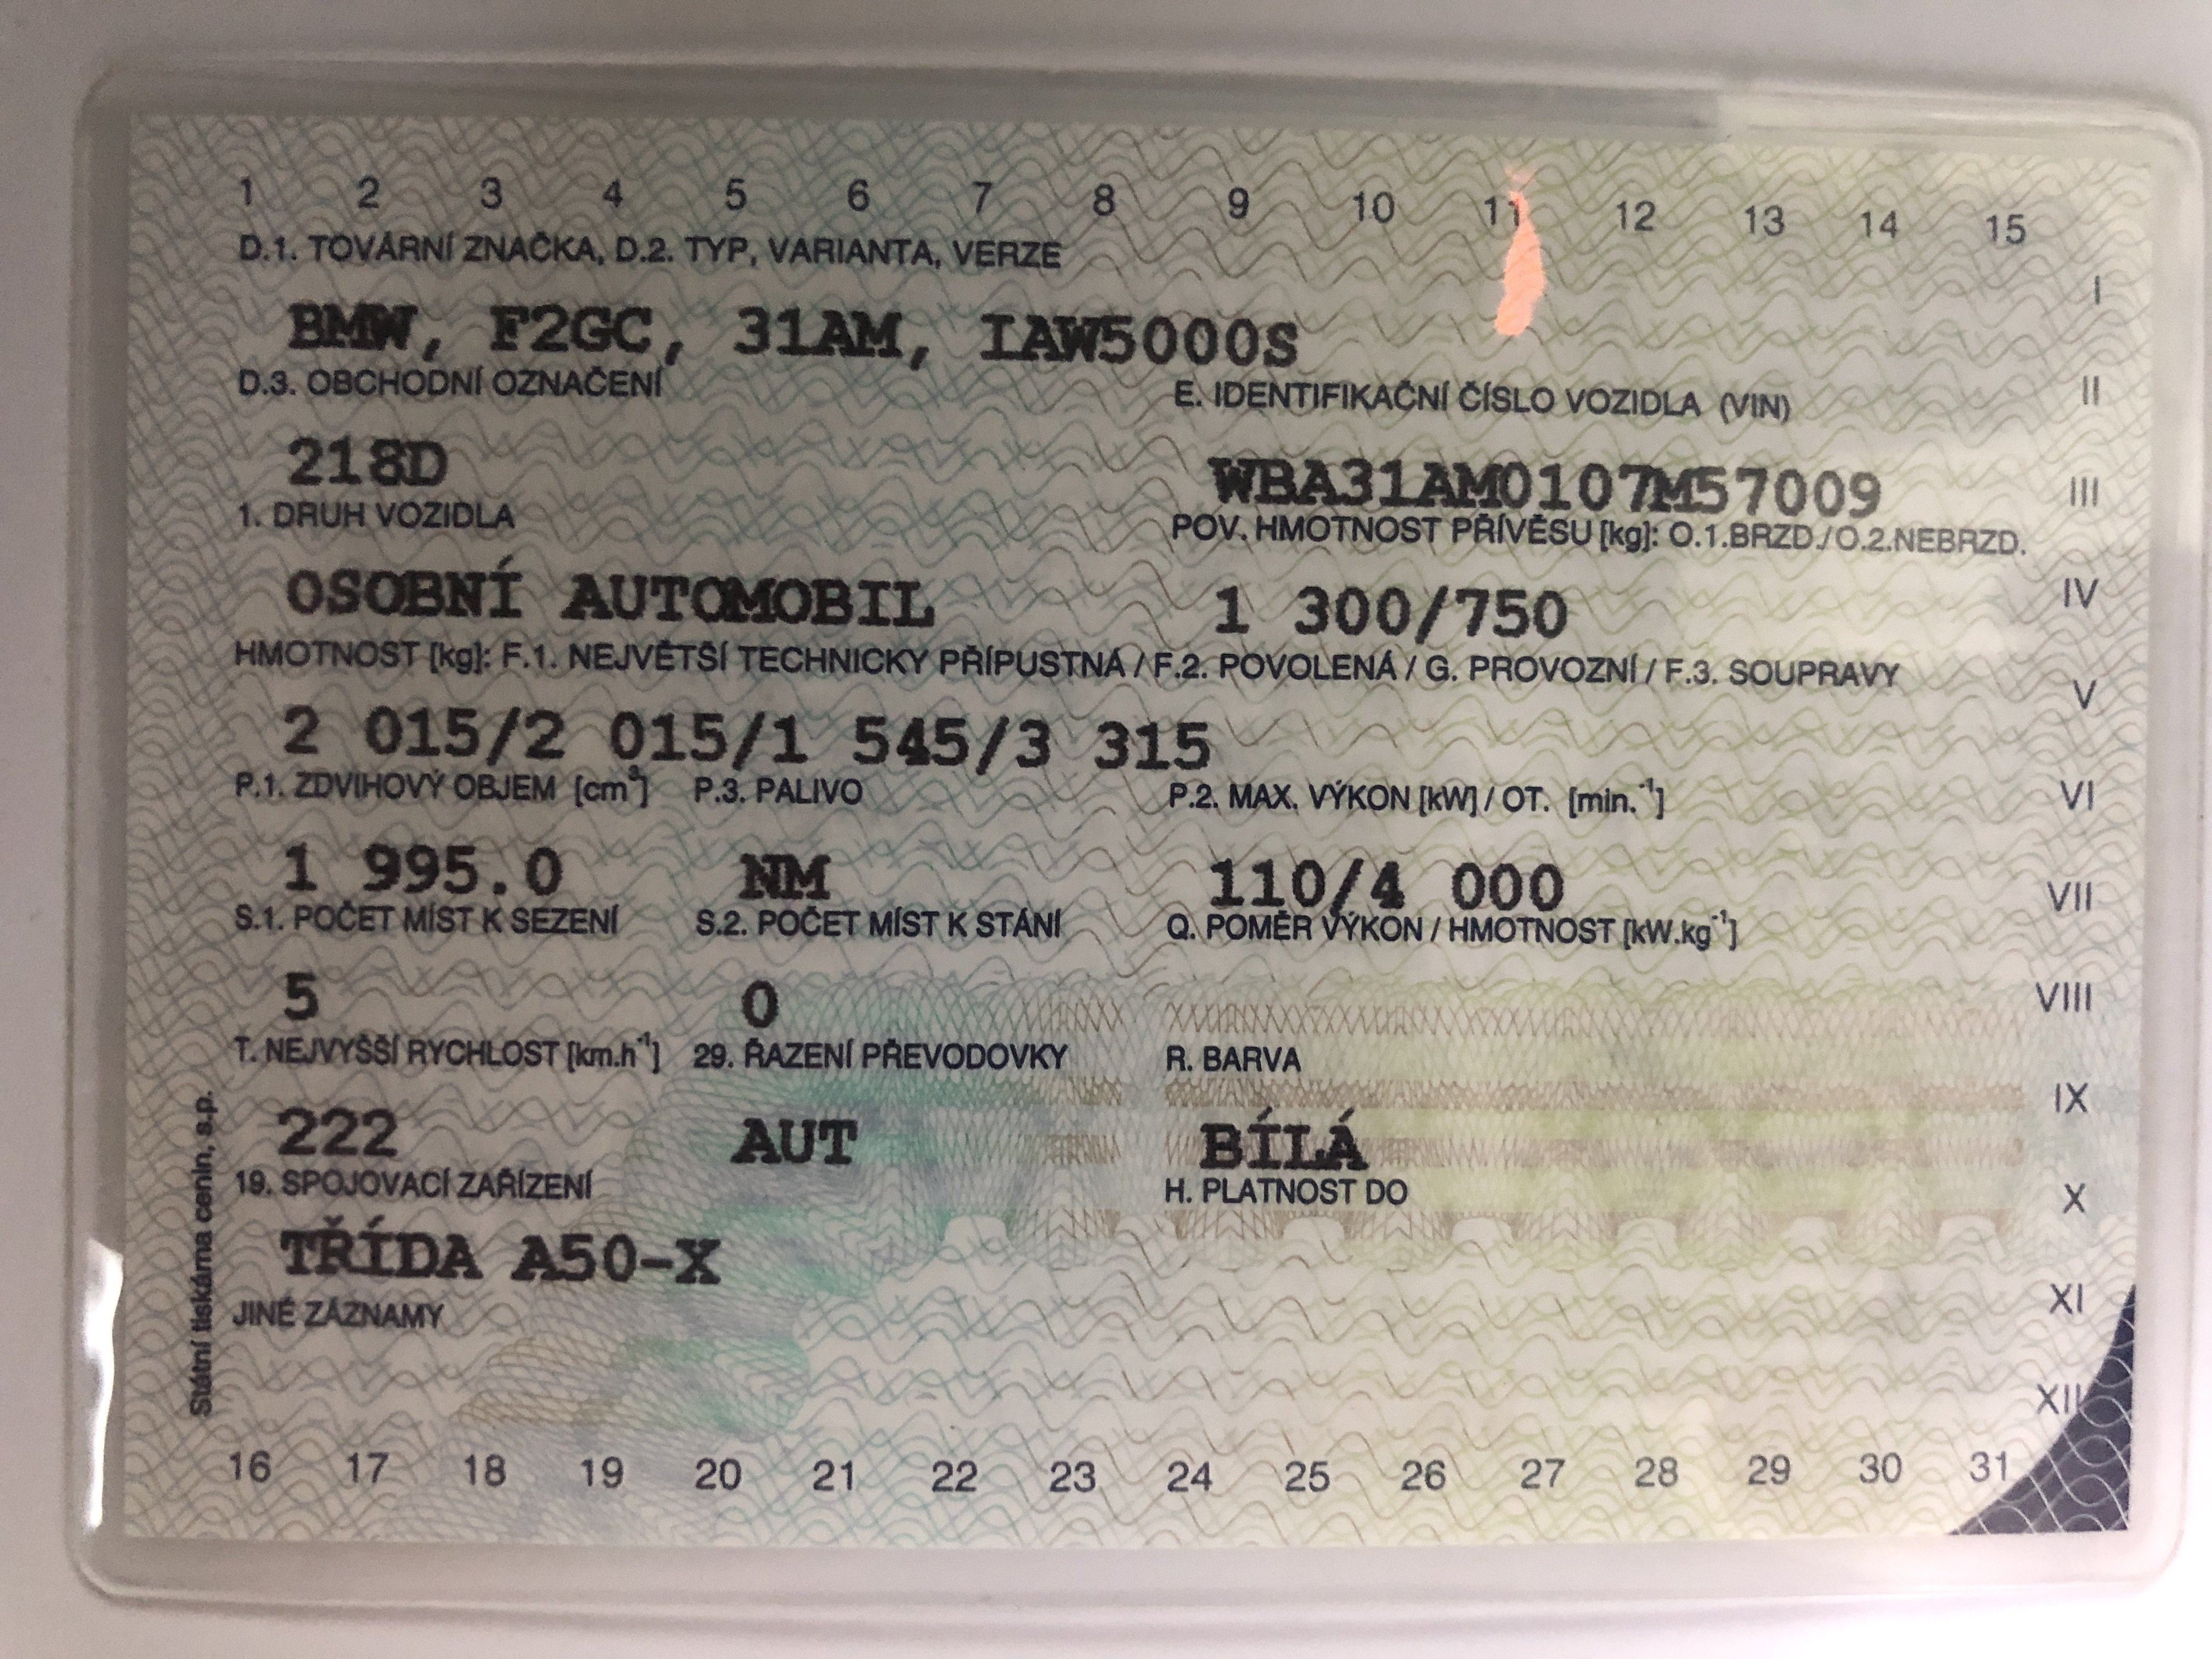 1 2 3 4 5 6 7 8 9 10 11 12 13 14 15
D.1. TOVÁRNÍ ZNAČKA, D.2. TYP, VARIANTA, VERZE
I
BMW, F2GC, 31AM, IAW5000S
D.3. OBCHODNÍ OZNAČENÍ E. IDENTIFIKAČNÍ ČÍSLO VOZIDLA (VIN)
II
218D WBA31AM0107M57009
III
1. DRUH VOZIDLA POV. HMOTNOST PŘÍVĚSU [kg]: O.1.BRZD./O.2.NEBRZD.
OSOBNÍ AUTOMOBIL 1 300/750
IV
HMOTNOST [kg]: F.1. NEJVĚTŠÍ TECHNICKY PŘÍPUSTNÁ / F.2. POVOLENÁ / G. PROVOZNÍ / F.3. SOUPRAVY
V
2 015/2 015/1 545/3 315
P.1. ZDVIHOVÝ OBJEM [cm³] P.3. PALIVO P.2. MAX. VÝKON [kW] / OT. [min.⁻¹]
VI
1 995.0 NM 110/4 000
VII
S.1. POČET MÍST K SEZENÍ S.2. POČET MÍST K STÁNÍ Q. POMĚR VÝKON / HMOTNOST [kW.kg⁻¹]
5 0
VIII
T. NEJVYŠŠÍ RYCHLOST [km.h⁻¹] 29. ŘAZENÍ PŘEVODOVKY R. BARVA
IX
222 AUT BÍLÁ
19. SPOJOVACÍ ZAŘÍZENÍ H. PLATNOST DO
X
TŘÍDA A50-X
JINÉ ZÁZNAMY
XI
XII
16 17 18 19 20 21 22 23 24 25 26 27 28 29 30 31
Státní tiskárna cenin, s.p.